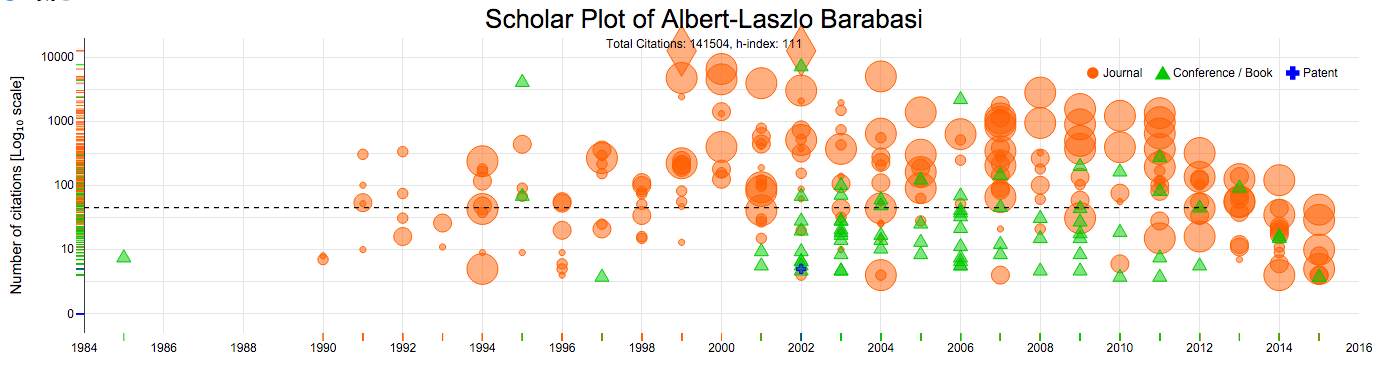 Scholar Plot of Albert-Laszlo Barabasi
Total Citations: 141504, h-index: 111
Journal Conference / Book Patent
Number of citations [Log₁₀ scale]
10000
1000
100
10
0
1984 1986 1988 1990 1992 1994 1996 1998 2000 2002 2004 2006 2008 2010 2012 2014 2016